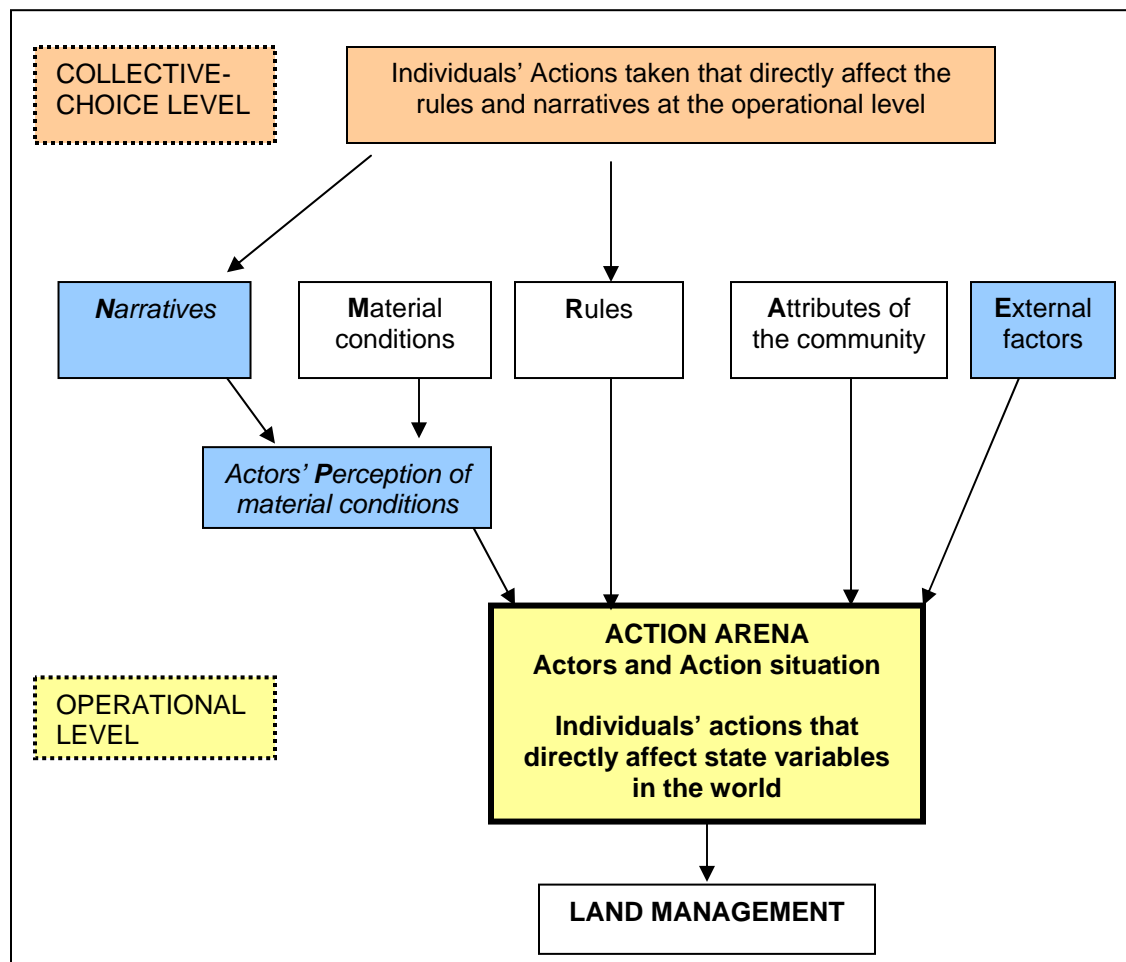 COLLECTIVE-
CHOICE LEVEL
Individuals’ Actions taken that directly affect the
rules and narratives at the operational level
Narratives
Material
conditions
Rules
Attributes of
the community
External
factors
Actors’ Perception of
material conditions
OPERATIONAL
LEVEL
ACTION ARENA
Actors and Action situation
Individuals’ actions that
directly affect state variables
in the world
LAND MANAGEMENT